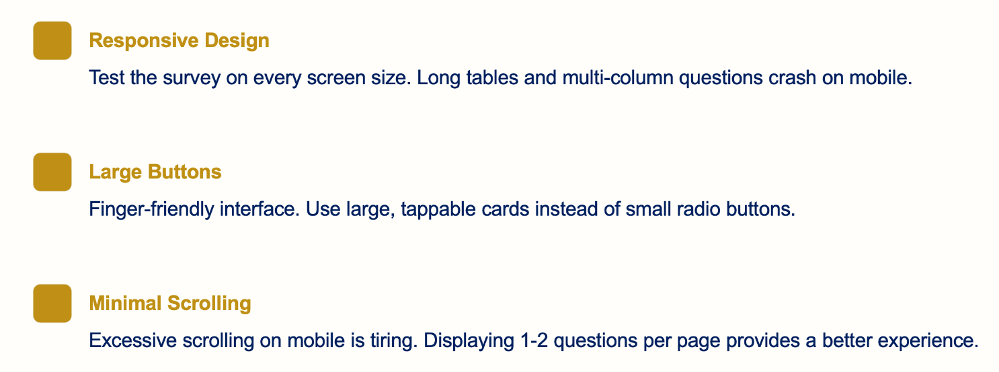 Responsive Design
Test the survey on every screen size. Long tables and multi-column questions crash on mobile.
Large Buttons
Finger-friendly interface. Use large, tappable cards instead of small radio buttons.
Minimal Scrolling
Excessive scrolling on mobile is tiring. Displaying 1-2 questions per page provides a better experience.